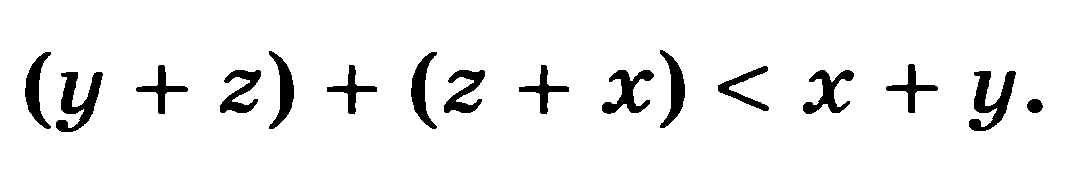 (y + z) + (z + x) < x + y.